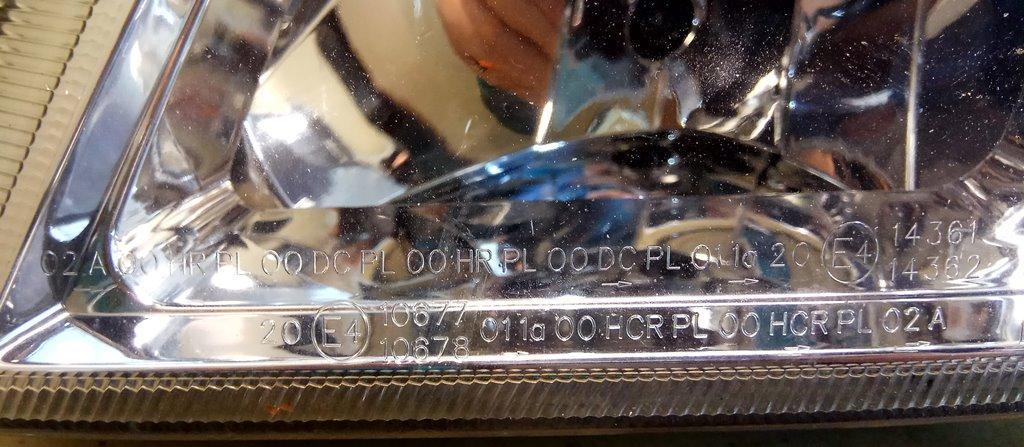 02 A 00 HR PL 00 DC PL 00 HR PL 00 DC PL 011a 20 E4 14361
14362
20 E4 10677 011a 00 HCR PL 00 HCR PL 02 A
10678